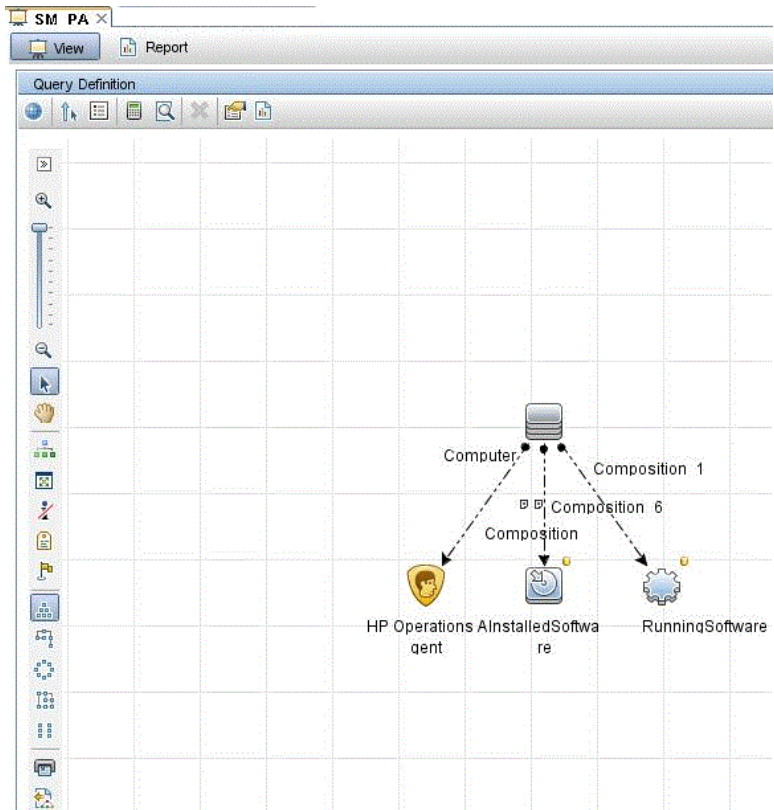 SM PA
View
Report
Query Definition
Computer
Composition 1
Composition 6
Composition
HP Operations A
gent
InstalledSoftwa
re
RunningSoftware